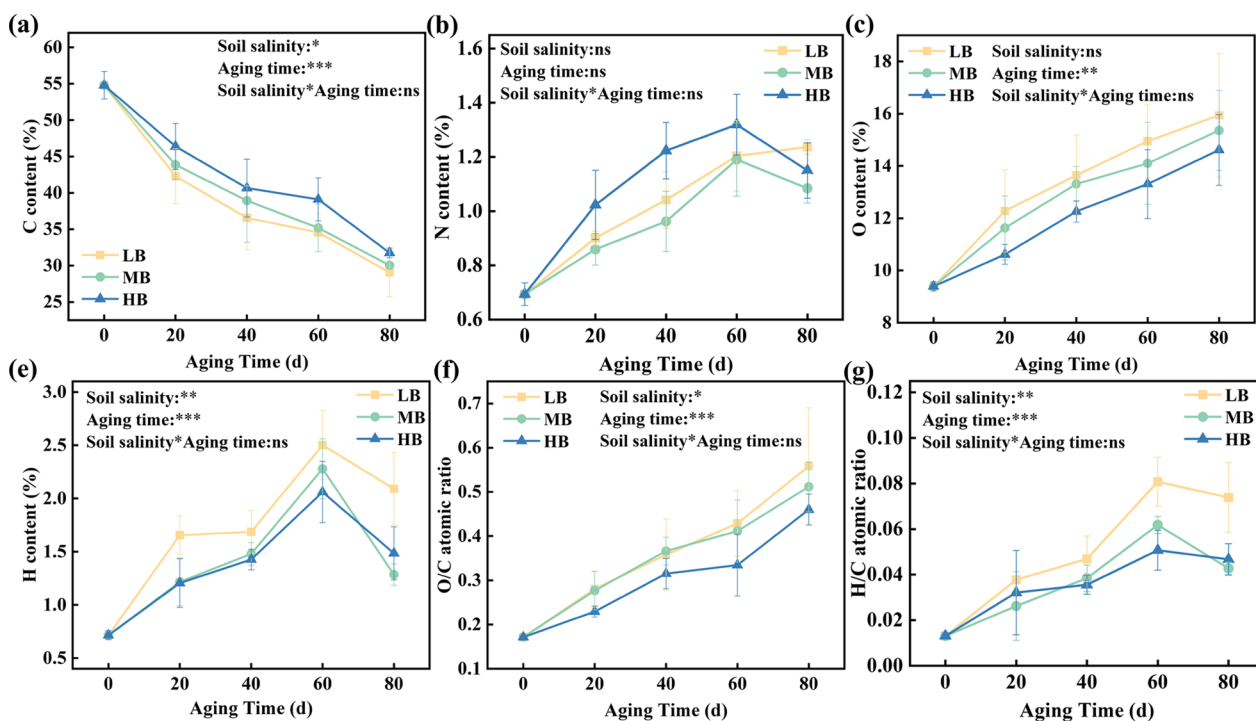 (a)
Soil salinity:*
Aging time:***
Soil salinity*Aging time:ns
C content (%)
60
55
50
45
40
35
30
25
LB
MB
HB
0 20 40 60 80
Aging Time (d)
(b)
Soil salinity:ns
Aging time:ns
Soil salinity*Aging time:ns
LB
MB
HB
N content (%)
1.6
1.4
1.2
1.0
0.8
0.6
0 20 40 60 80
Aging Time (d)
(c)
LB
MB
HB
Soil salinity:ns
Aging time:**
Soil salinity*Aging time:ns
O content (%)
18
16
14
12
10
8
0 20 40 60 80
Aging Time (d)
(e)
Soil salinity:**
Aging time:***
Soil salinity*Aging time:ns
LB
MB
HB
H content (%)
3.0
2.5
2.0
1.5
1.0
0.5
0 20 40 60 80
Aging Time (d)
(f)
LB
MB
HB
Soil salinity:*
Aging time:***
Soil salinity*Aging time:ns
O/C atomic ratio
0.7
0.6
0.5
0.4
0.3
0.2
0.1
0 20 40 60 80
Aging Time (d)
(g)
Soil salinity:**
Aging time:***
Soil salinity*Aging time:ns
LB
MB
HB
H/C atomic ratio
0.12
0.10
0.08
0.06
0.04
0.02
0.00
0 20 40 60 80
Aging Time (d)